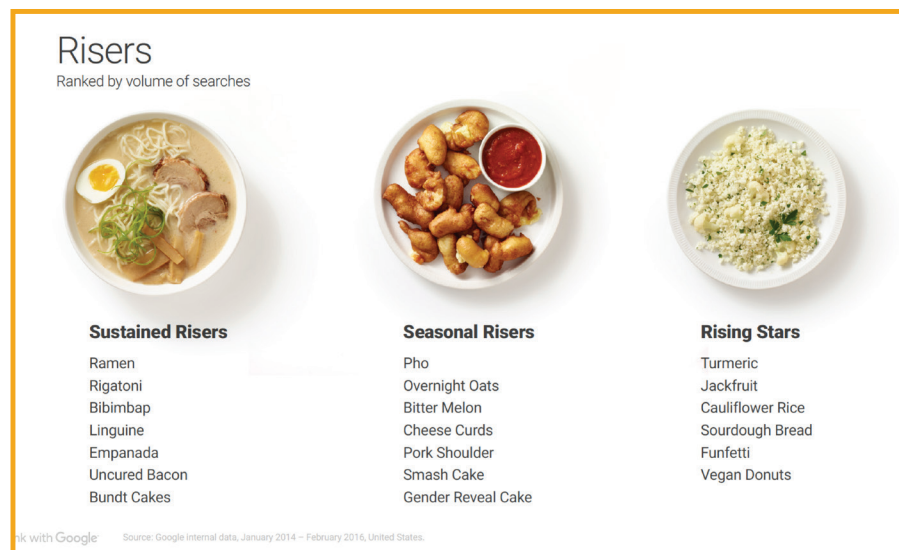 Risers
Ranked by volume of searches
Sustained Risers
Ramen
Rigatoni
Bibimbap
Linguine
Empanada
Uncured Bacon
Bundt Cakes
Seasonal Risers
Pho
Overnight Oats
Bitter Melon
Cheese Curds
Pork Shoulder
Smash Cake
Gender Reveal Cake
Rising Stars
Turmeric
Jackfruit
Cauliflower Rice
Sourdough Bread
Funfetti
Vegan Donuts
nk with Google
Source: Google internal data, January 2014 – February 2016, United States.